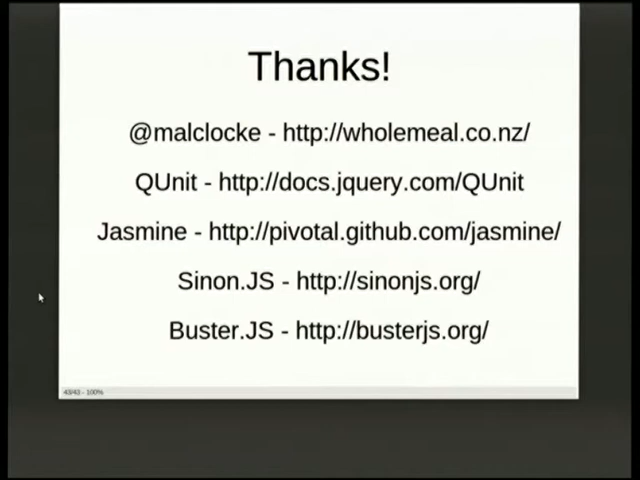 Thanks!
@malclocke - http://wholemeal.co.nz/
QUnit - http://docs.jquery.com/QUnit
Jasmine - http://pivotal.github.com/jasmine/
Sinon.JS - http://sinonjs.org/
Buster.JS - http://busterjs.org/
43/43 - 100%